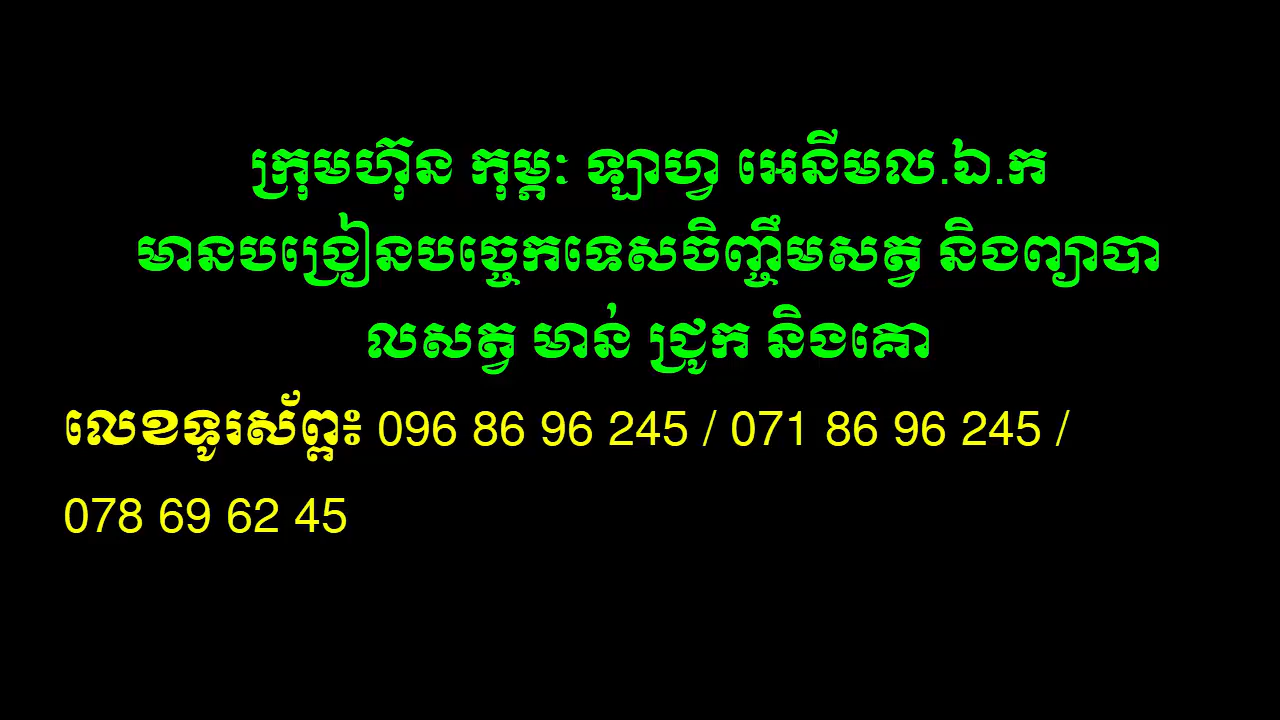 ក្រុមហ៊ុន កុម្ភៈ ឡាហ្វ អេនីមល.ឯ.ក
មានបង្រៀនបច្ចេកទេសចិញ្ចឹមសត្វ និងព្យាបា
លសត្វ មាន់ ជ្រូក និងគោ
លេខទូរស័ព្ទ៖ 096 86 96 245 / 071 86 96 245 /
078 69 62 45